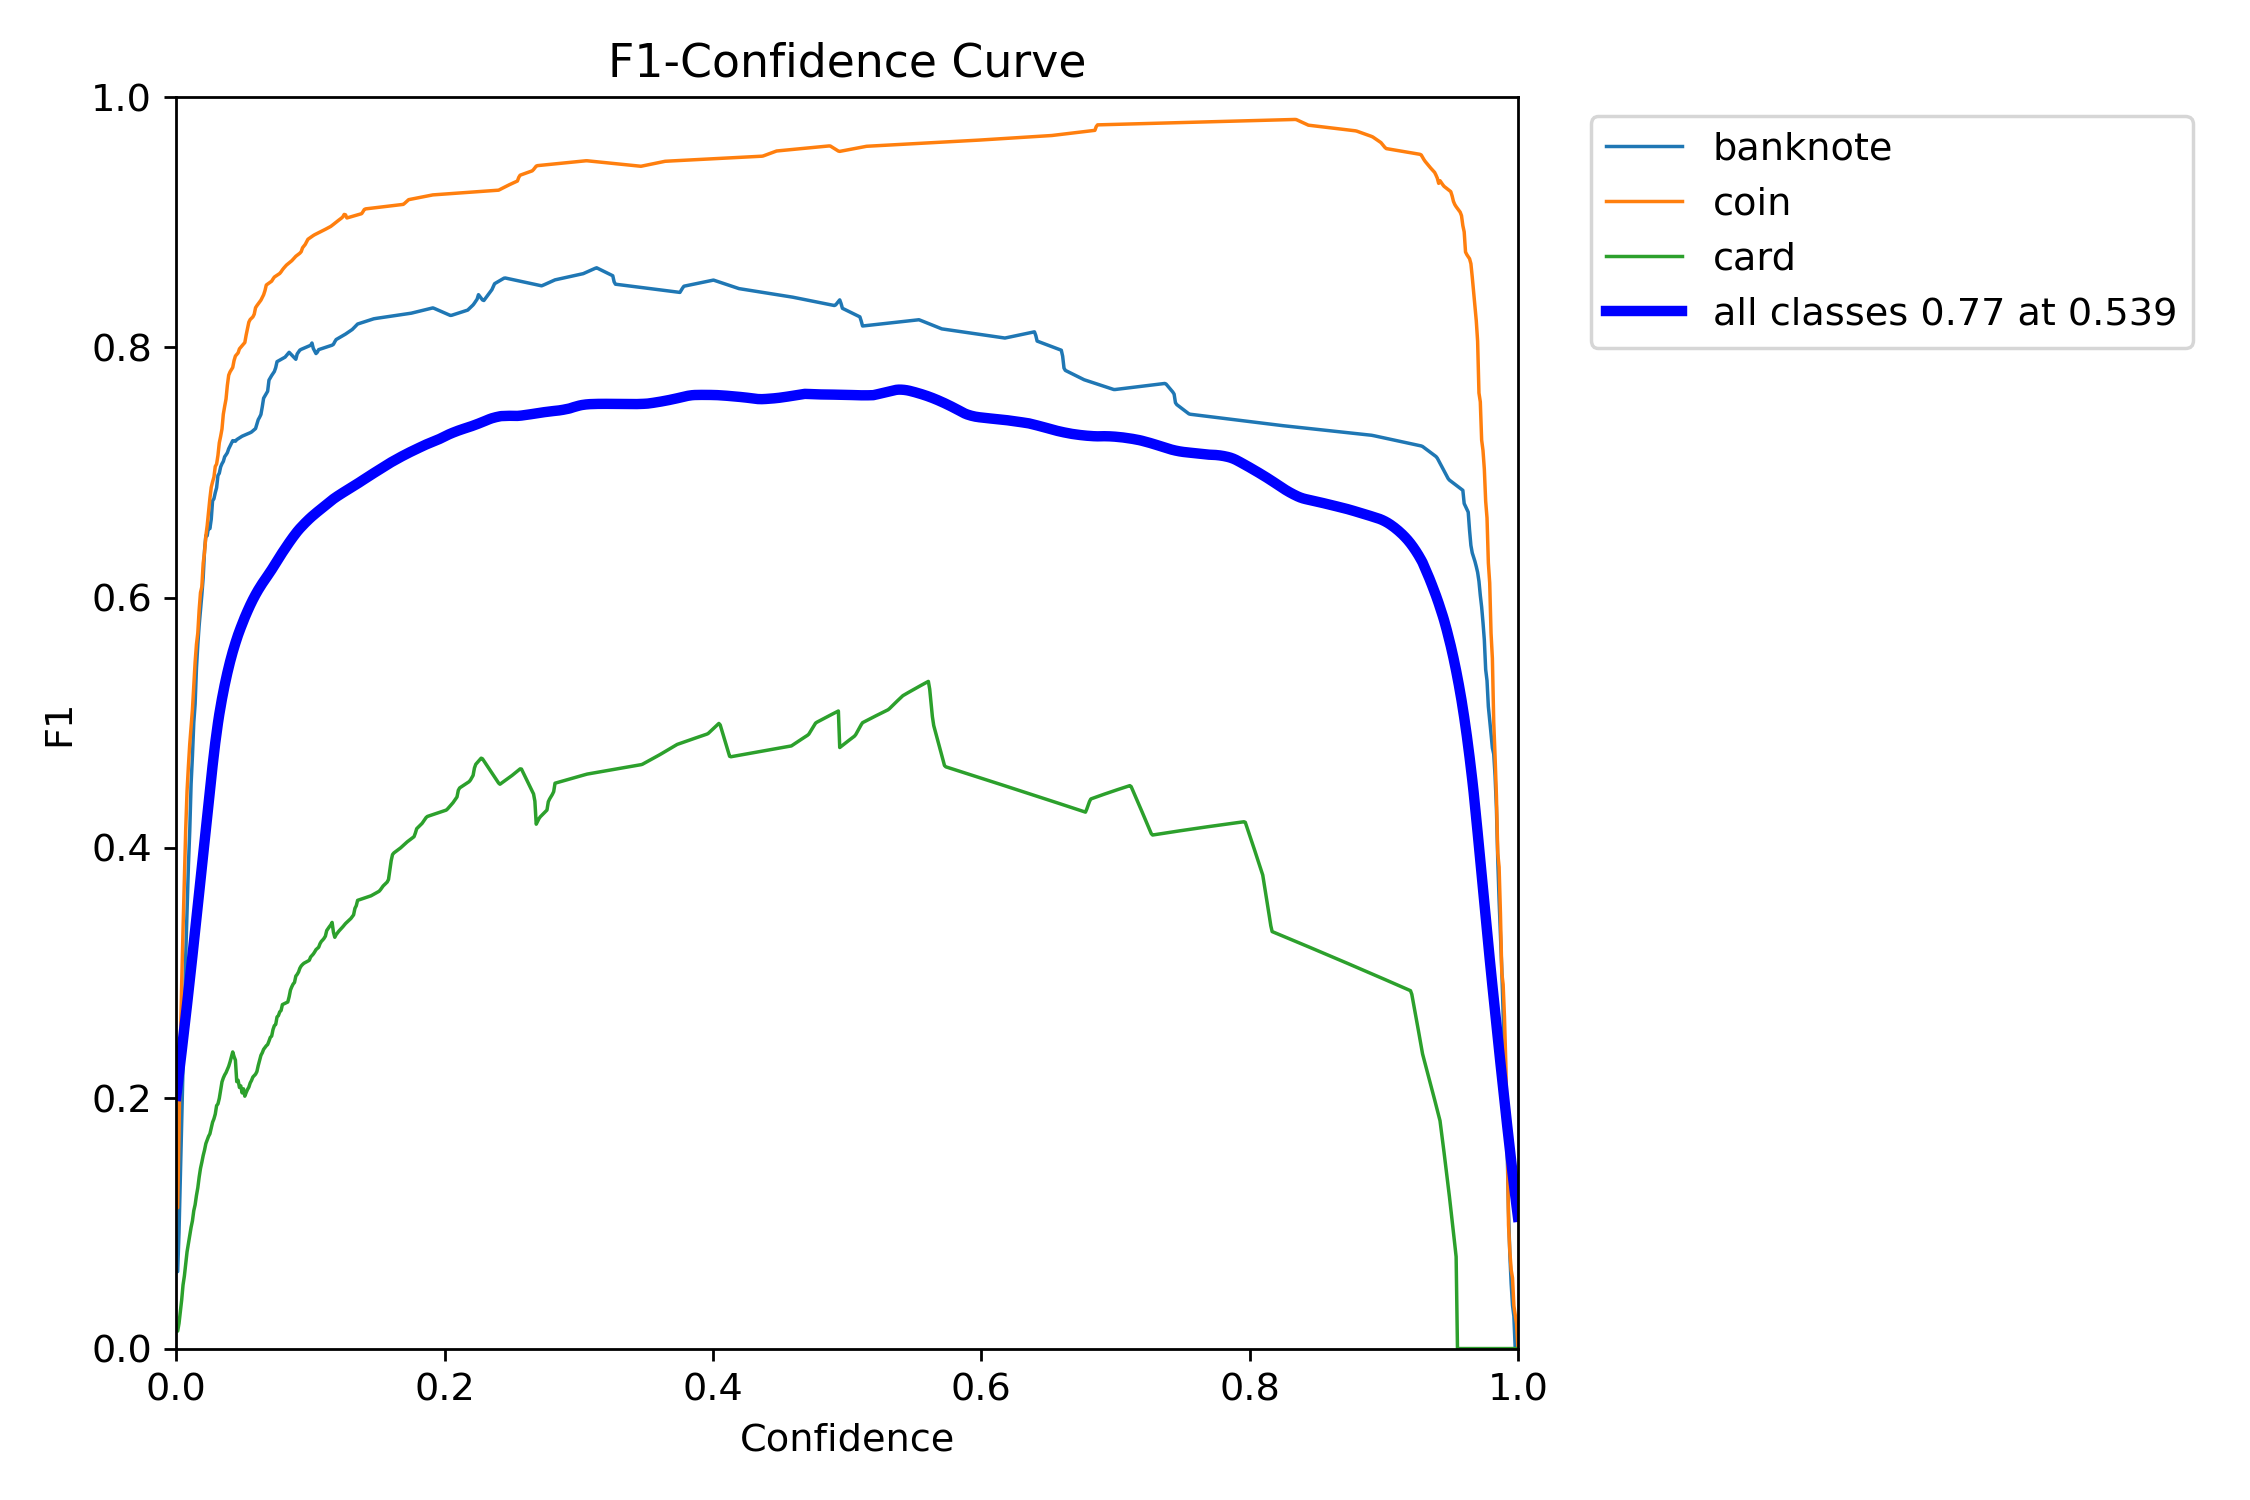 F1-Confidence Curve
1.0
0.8
0.6
0.4
0.2
0.0
F1
0.0 0.2 0.4 0.6 0.8 1.0
Confidence
banknote
coin
card
all classes 0.77 at 0.539